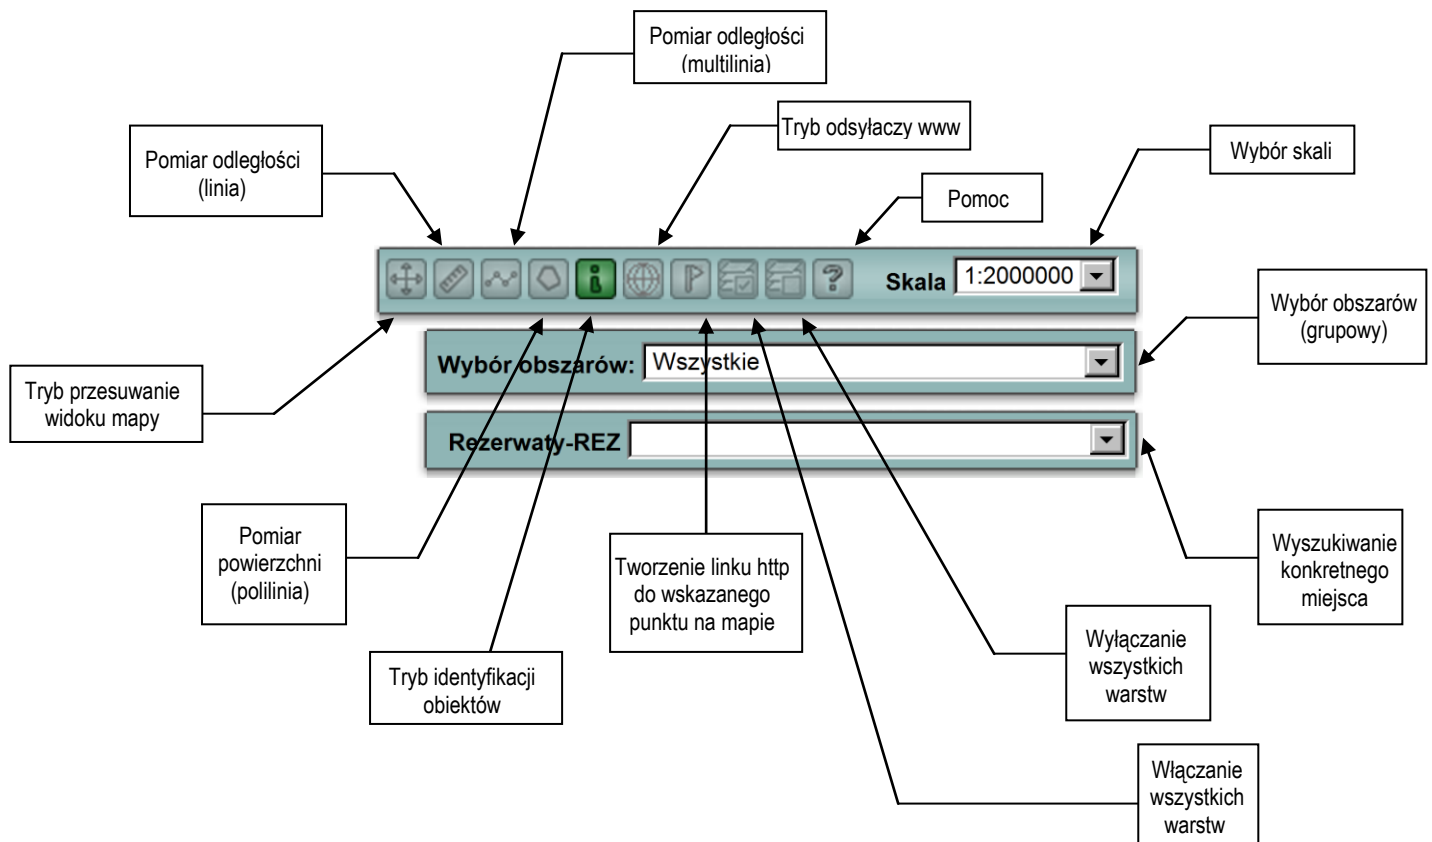 Pomiar odległości
(multilinia)
Tryb odsyłaczy www
Pomiar odległości
(linia)
Wybór skali
Pomoc
Skala 1:2000000
Wybór obszarów
(grupowy)
Wybór obszarów: Wszystkie
Tryb przesuwanie
widoku mapy
Rezerwaty-REZ
Pomiar
powierzchni
(polilinia)
Tworzenie linku http
do wskazanego
punktu na mapie
Wyszukiwanie
konkretnego
miejsca
Wyłączanie
wszystkich
warstw
Tryb identyfikacji
obiektów
Włączanie
wszystkich
warstw